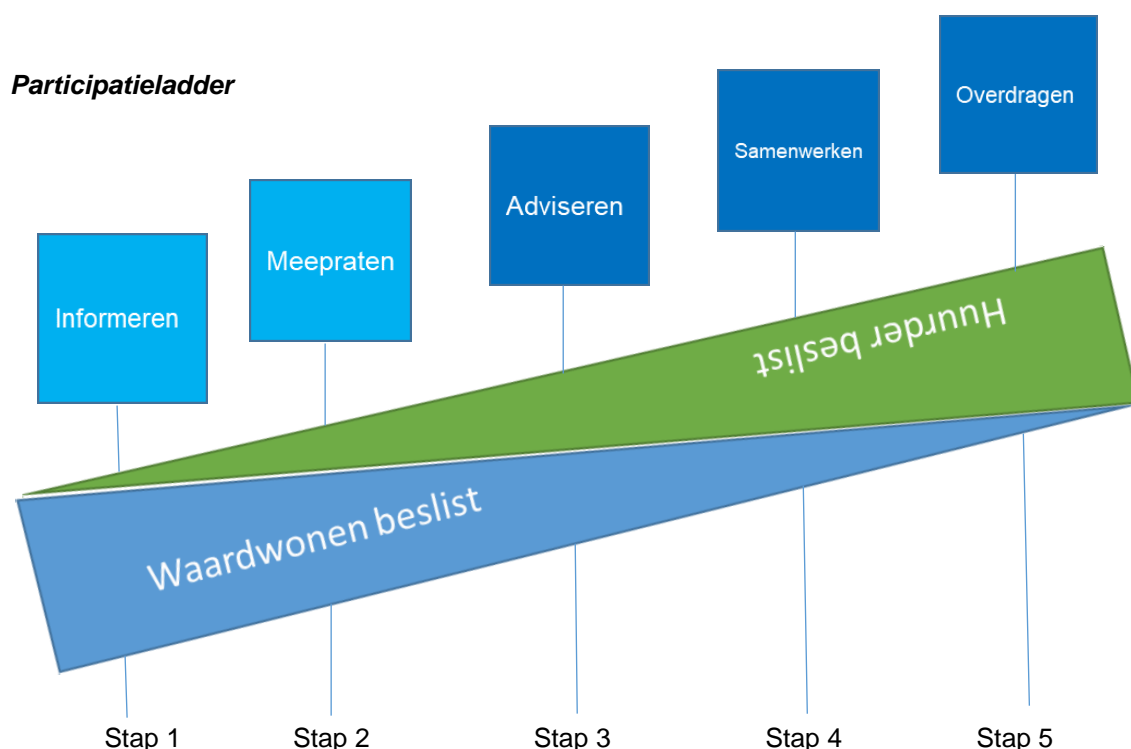 Participatieladder
Informeren
Meepraten
Adviseren
Samenwerken
Overdragen
Huurder beslist
Waardwonen beslist
Stap 1
Stap 2
Stap 3
Stap 4
Stap 5